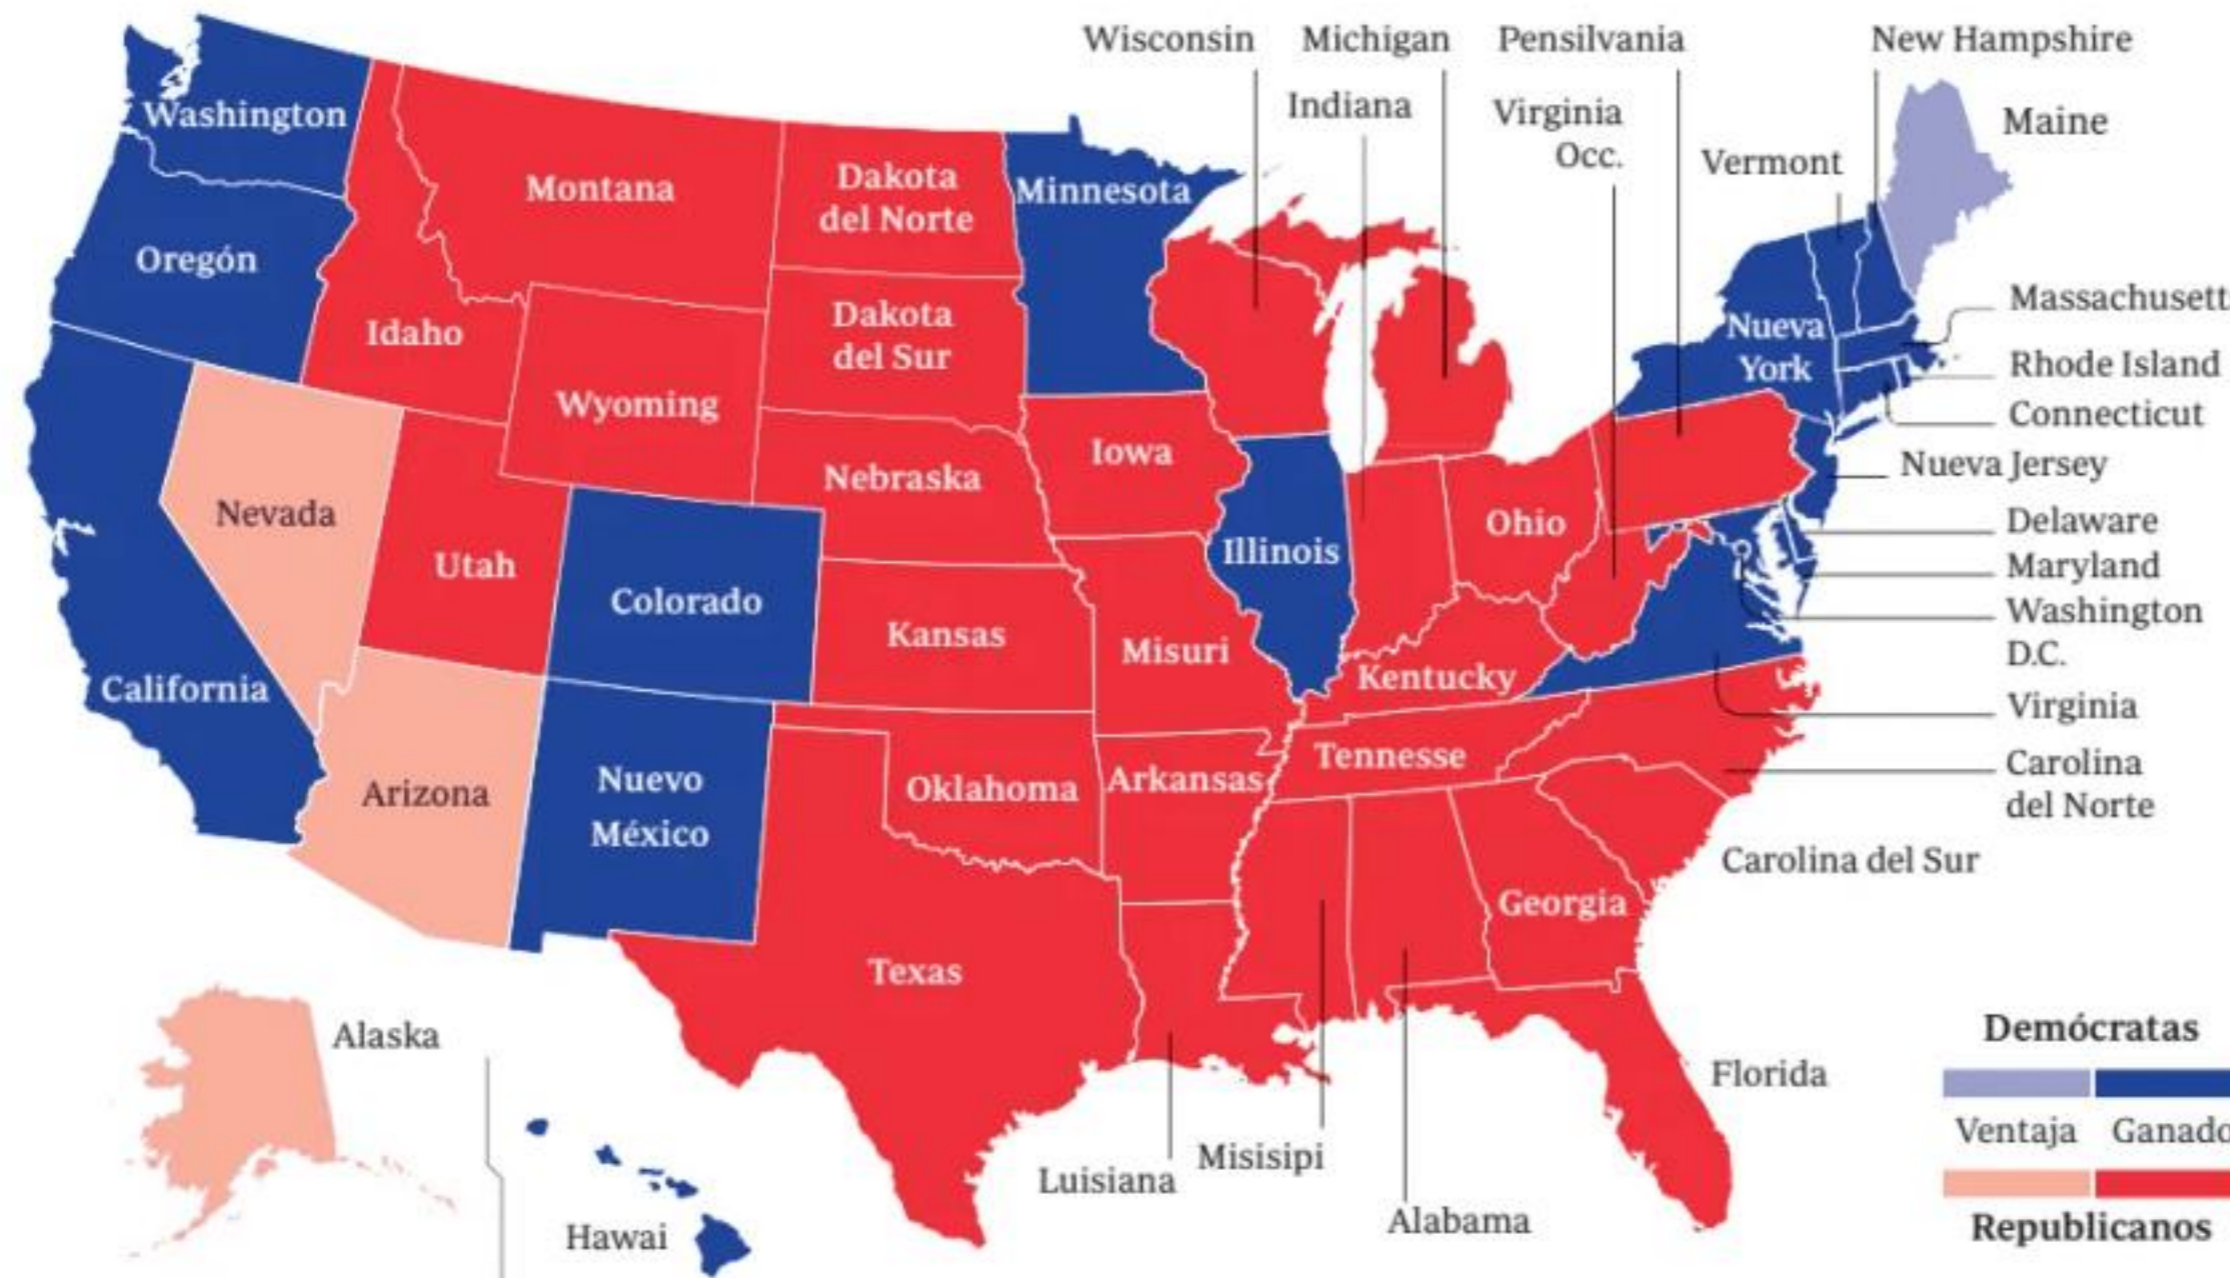 Wisconsin
Michigan
Pensilvania
New Hampshire
Indiana
Virginia
Occ.
Vermont
Maine
Washington
Montana
Dakota
del Norte
Minnesota
Oregón
Idaho
Wyoming
Dakota
del Sur
Nueva
York
Massachusett
Rhode Island
Connecticut
Nueva Jersey
Delaware
Maryland
Washington
D.C.
Virginia
Carolina
del Norte
Carolina del Sur
Nevada
Utah
Colorado
Nebraska
Iowa
Illinois
Ohio
Kansas
Misuri
Kentucky
California
Arizona
Nuevo
México
Oklahoma
Arkansas
Tennesse
Georgia
Texas
Alaska
Hawai
Luisiana
Misisipi
Alabama
Florida
Demócratas
Ventaja
Ganado
Republicanos